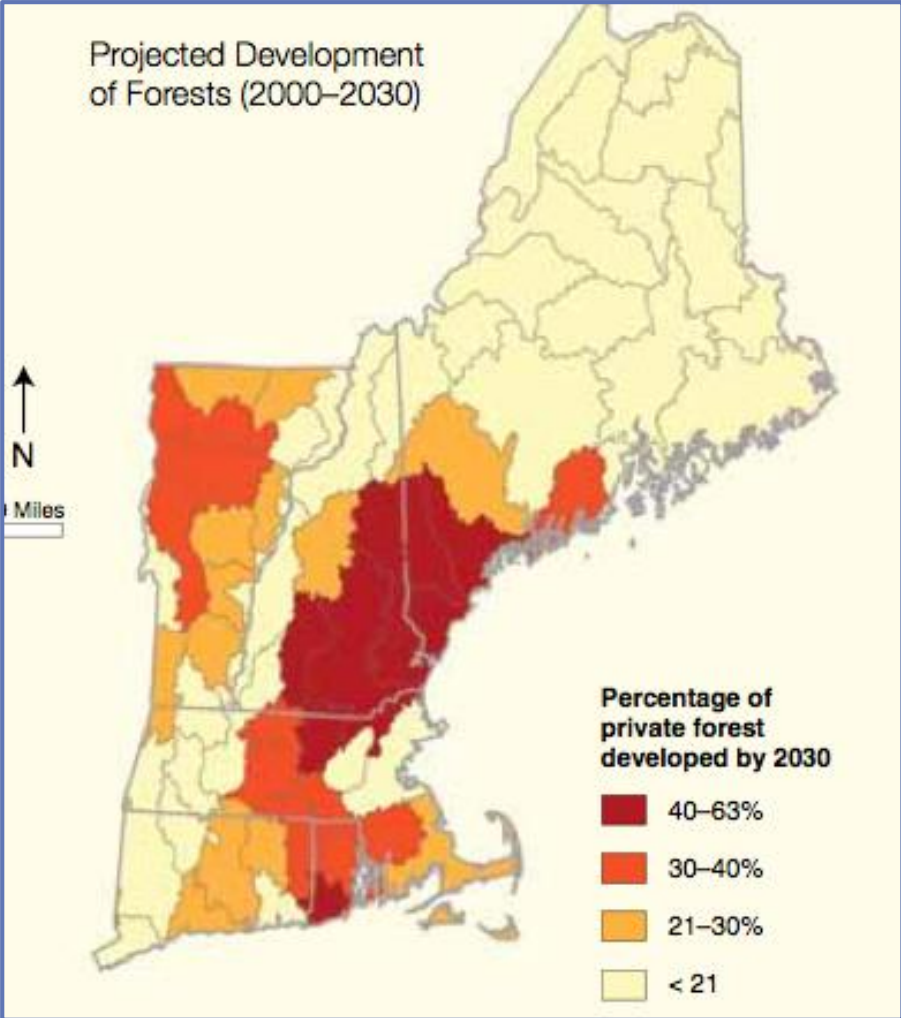 Projected Development
of Forests (2000–2030)
N
Miles
Percentage of
private forest
developed by 2030
40–63%
30–40%
21–30%
< 21